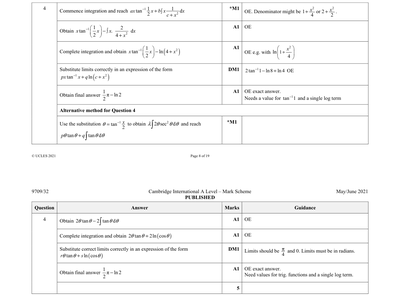 4
Commence integration and reach ax tan⁻¹ 1/2 x + b∫ x 1/(c + x²) dx
*M1
OE. Denominator might be 1 + x²/4 or 2 + x²/2.
Obtain x tan⁻¹(1/2 x) − ∫ x. 2/(4 + x²) dx
A1
OE
Complete integration and obtain x tan⁻¹(1/2 x) − ln(4 + x²)
A1
OE e.g. with ln(1 + x²/4)
Substitute limits correctly in an expression of the form
px tan⁻¹ x + q ln(c + x²)
DM1
2 tan⁻¹ 1 − ln 8 + ln 4 OE
Obtain final answer 1/2 π − ln 2
A1
OE exact answer.
Needs a value for tan⁻¹ 1 and a single log term
Alternative method for Question 4
Use the substitution θ = tan⁻¹ x/2 to obtain λ∫ 2θ sec² θ dθ and reach
pθ tan θ + q∫ tan θ dθ
*M1
© UCLES 2021
Page 8 of 19
9709/32
Cambridge International A Level – Mark Scheme
May/June 2021
PUBLISHED
Question
Answer
Marks
Guidance
4
Obtain 2θ tan θ − 2∫ tan θ dθ
A1
OE
Complete integration and obtain 2θ tan θ + 2 ln(cos θ)
A1
OE
Substitute correct limits correctly in an expression of the form
rθ tan θ + s ln(cos θ)
DM1
Limits should be π/4 and 0. Limits must be in radians.
Obtain final answer 1/2 π − ln 2
A1
OE exact answer.
Need values for trig. functions and a single log term.
5